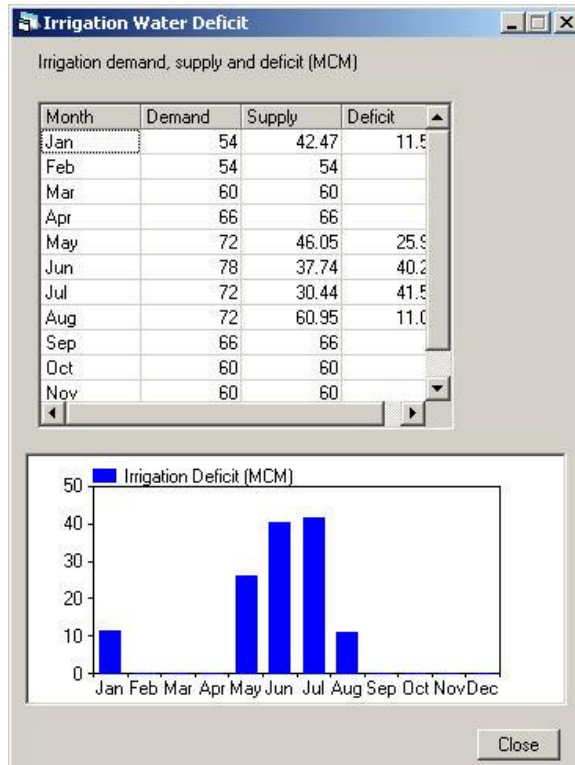 Irrigation Water Deficit
Irrigation demand, supply and deficit (MCM)
Month Demand Supply Deficit
Jan 54 42.47 11.5
Feb 54 54
Mar 60 60
Apr 66 66
May 72 46.05 25.9
Jun 78 37.74 40.2
Jul 72 30.44 41.5
Aug 72 60.95 11.0
Sep 66 66
Oct 60 60
Nov 60 60
Irrigation Deficit (MCM)
50
40
30
20
10
0
Jan Feb Mar Apr May Jun Jul Aug Sep Oct Nov Dec
Close